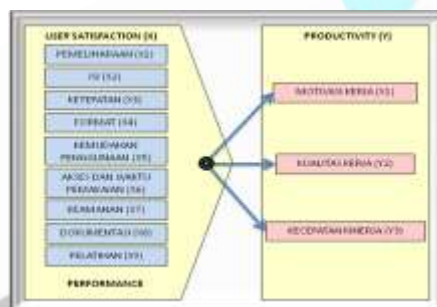 USER SATISFACTION (X)
PEMELIHARAAN (X1)
ISI (X2)
KETEPATAN (X3)
FORMAT (X4)
KEMUDAHAN
PENGGUNAAN (X5)
AKSES DAN WAKTU
PEMAKAIAN (X6)
KEAMANAN (X7)
DOKUMENTASI (X8)
PELATIHAN (X9)
PERFORMANCE
PRODUCTIVITY (Y)
MOTIVASI KERJA (Y1)
KUALITAS KERJA (Y2)
KECEPATAN KINERJA (Y3)